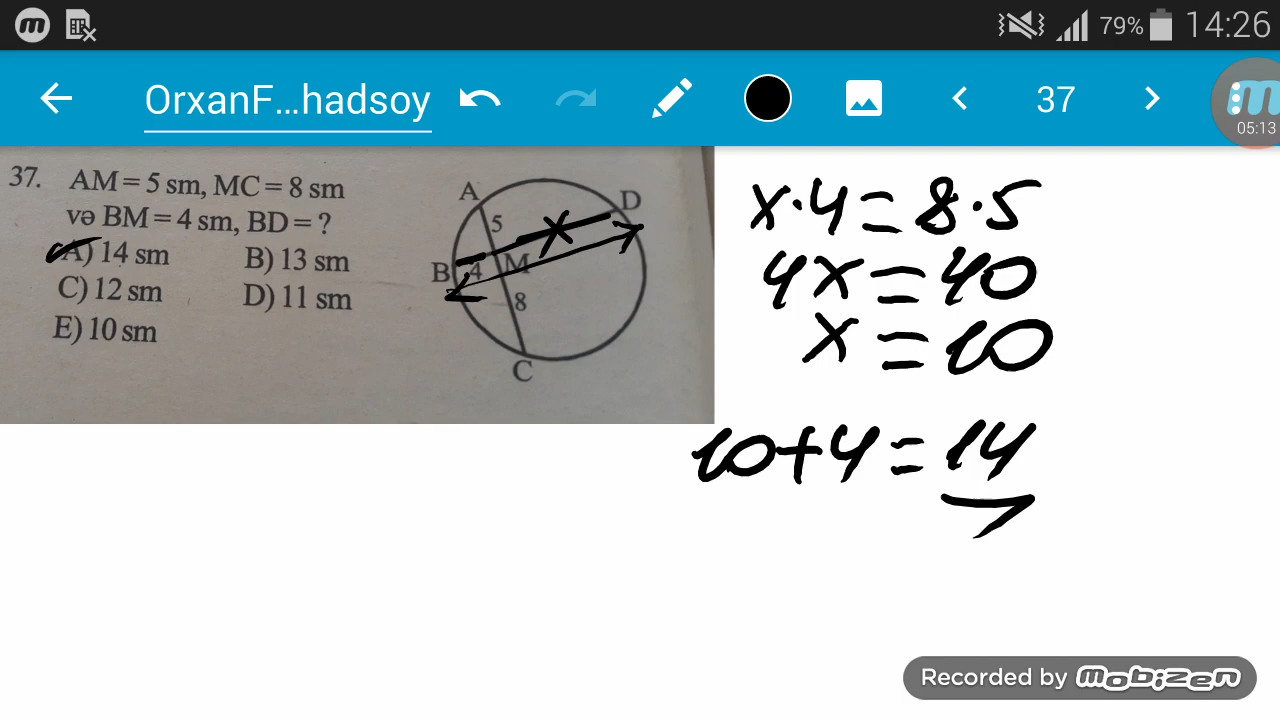 79% 14:26
OrxanF...hadsoy 37
05:13
37. AM = 5 sm, MC = 8 sm
və BM = 4 sm, BD = ?
A) 14 sm B) 13 sm
C) 12 sm D) 11 sm
E) 10 sm
A
D
5
x
B
4
M
8
C
x·4=8·5
4x=40
x=10
10+4=14
Recorded by mobizen